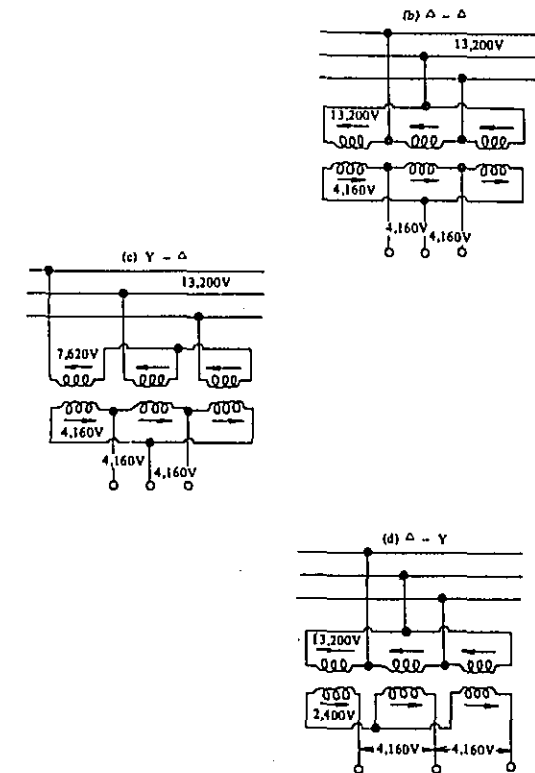 (b) Δ – Δ
13,200V
13,200V
4,160V
4,160V
4,160V
(c) Y – Δ
13,200V
7,620V
4,160V
4,160V
4,160V
(d) Δ – Y
13,200V
2,400V
4,160V 4,160V